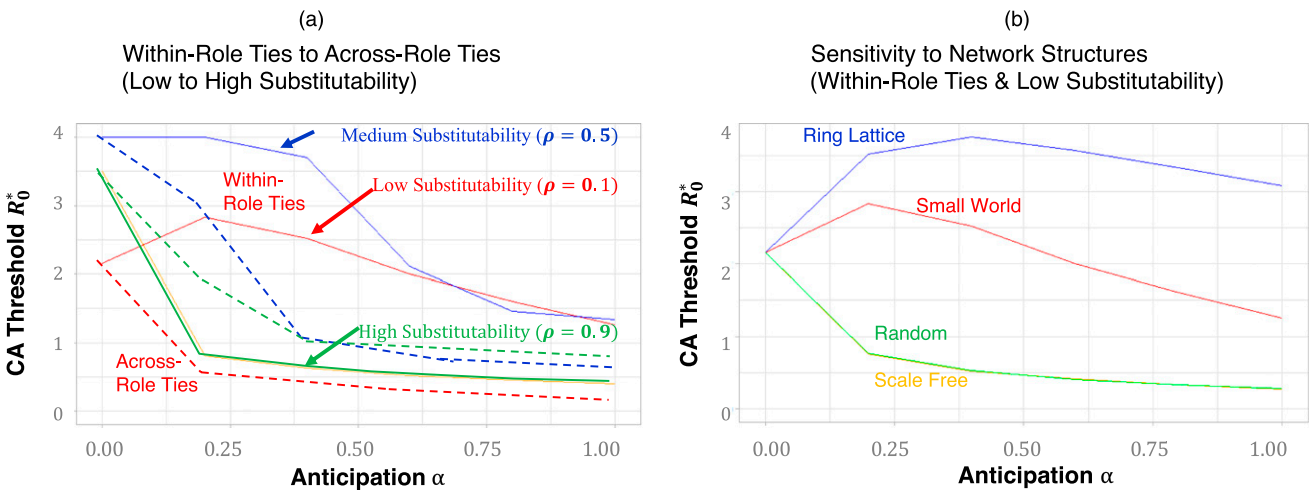 (a)
Within-Role Ties to Across-Role Ties
(Low to High Substitutability)
CA Threshold R₀*
4
3
2
1
0
Medium Substitutability (ρ = 0.5)
Within-
Role Ties
Low Substitutability (ρ = 0.1)
High Substitutability (ρ = 0.9)
Across-
Role Ties
0.00 0.25 0.50 0.75 1.00
Anticipation α
(b)
Sensitivity to Network Structures
(Within-Role Ties & Low Substitutability)
CA Threshold R₀*
4
3
2
1
0
Ring Lattice
Small World
Random
Scale Free
0.00 0.25 0.50 0.75 1.00
Anticipation α